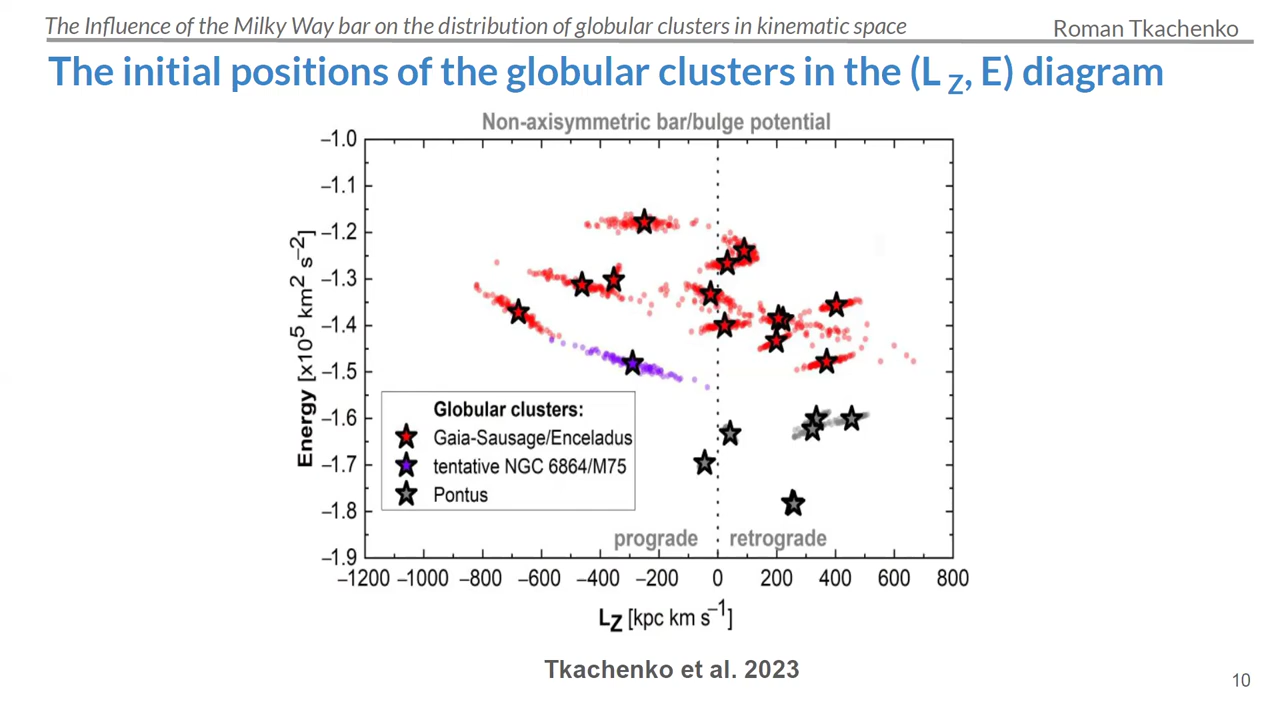 The Influence of the Milky Way bar on the distribution of globular clusters in kinematic space
Roman Tkachenko
The initial positions of the globular clusters in the (L Z, E) diagram
Non-axisymmetric bar/bulge potential
−1.0
−1.1
−1.2
−1.3
−1.4
−1.5
−1.6
−1.7
−1.8
−1.9
Energy [x10⁵ km² s⁻²]
Globular clusters:
Gaia-Sausage/Enceladus
tentative NGC 6864/M75
Pontus
prograde
retrograde
−1200 −1000 −800 −600 −400 −200 0 200 400 600 800
LZ [kpc km s⁻¹]
Tkachenko et al. 2023
10